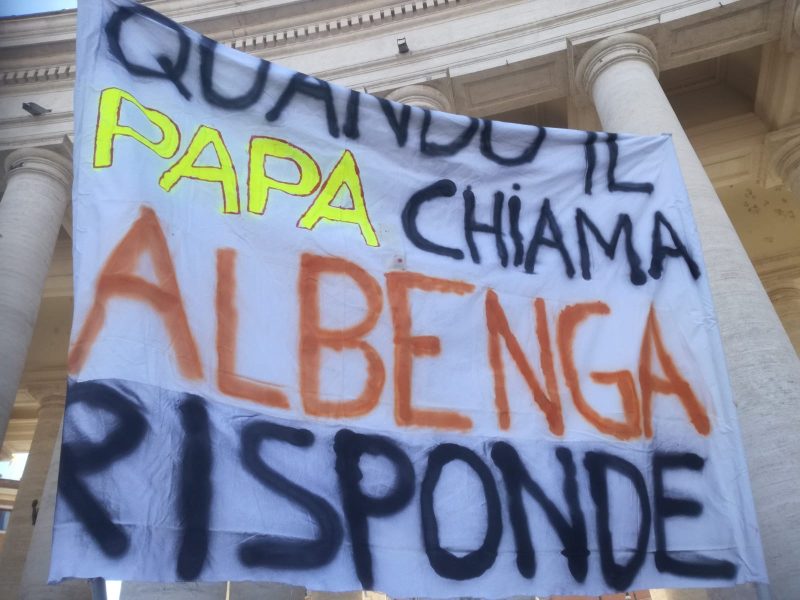 QUANDO IL
PAPA CHiAMA
ALBENGA
RISPONDE